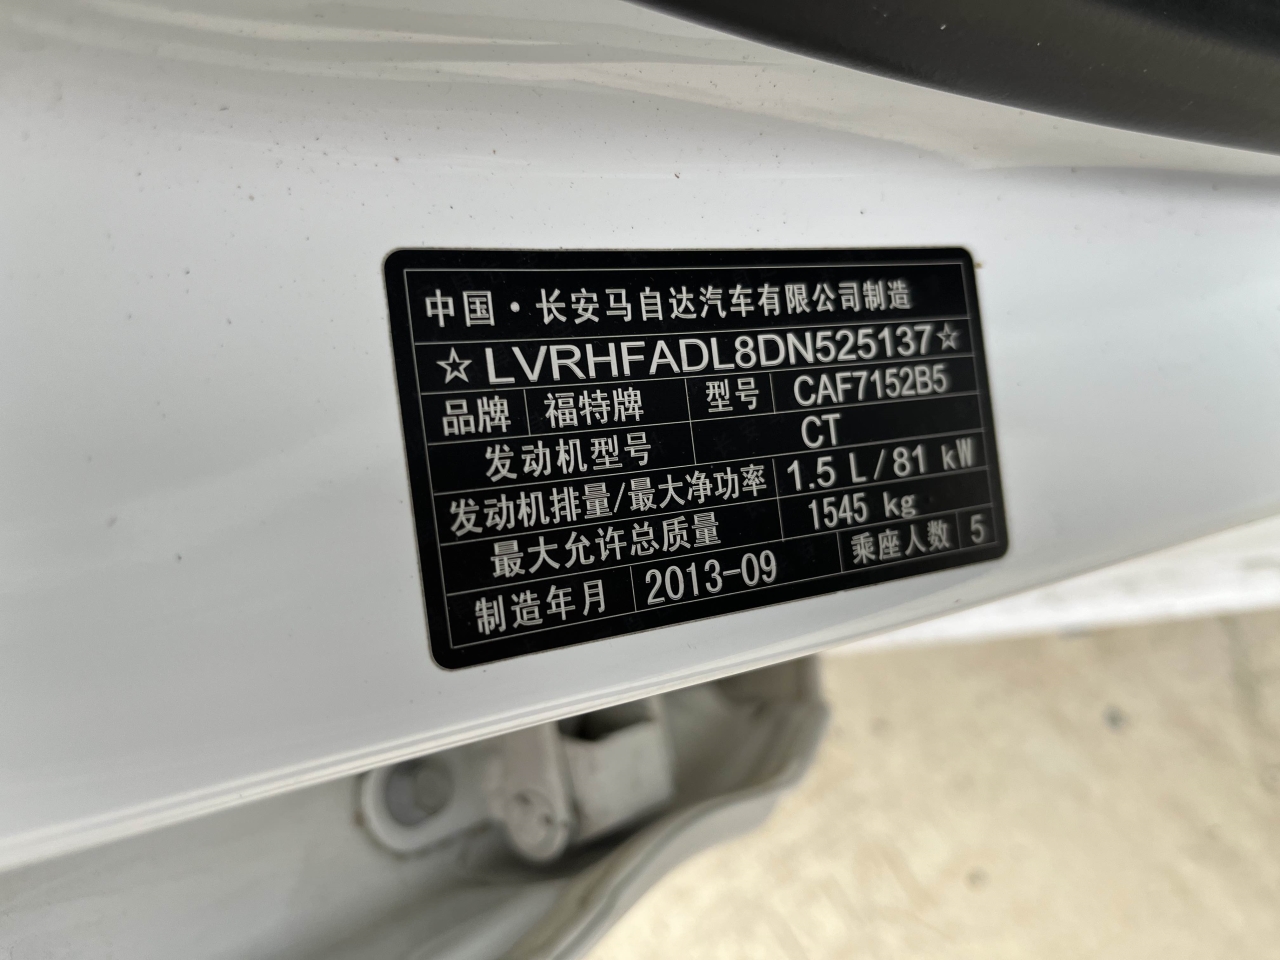 中国·长安马自达汽车有限公司制造
☆LVRHFADL8DN525137☆
品牌 福特牌 型号 CAF7152B5
发动机型号 CT
发动机排量/最大净功率 1.5 L/81 kW
最大允许总质量 1545 kg
制造年月 2013-09 乘座人数 5